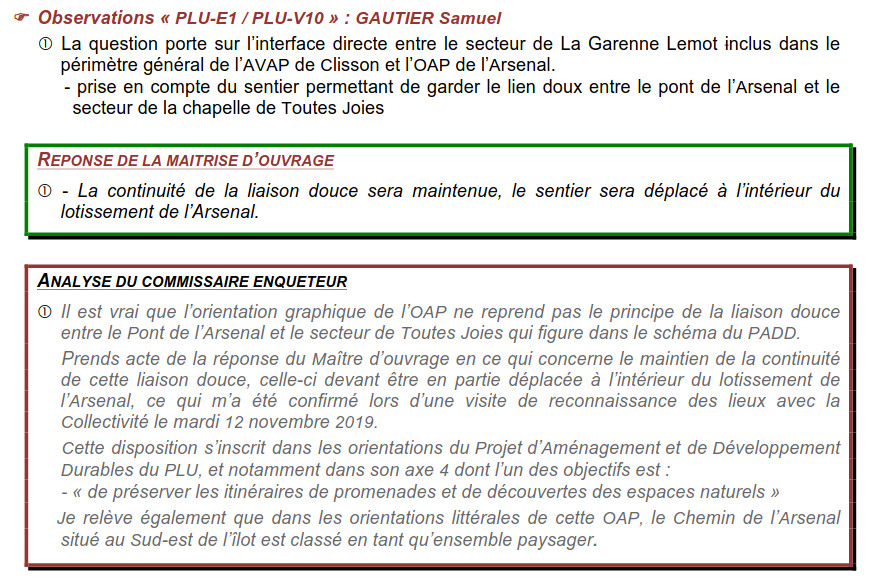 ☞ Observations « PLU-E1 / PLU-V10 » : GAUTIER Samuel
① La question porte sur l’interface directe entre le secteur de La Garenne Lemot inclus dans le
périmètre général de l’AVAP de Clisson et l’OAP de l’Arsenal.
- prise en compte du sentier permettant de garder le lien doux entre le pont de l’Arsenal et le
secteur de la chapelle de Toutes Joies
REPONSE DE LA MAITRISE D’OUVRAGE
① - La continuité de la liaison douce sera maintenue, le sentier sera déplacé à l’intérieur du
lotissement de l’Arsenal.
ANALYSE DU COMMISSAIRE ENQUETEUR
① Il est vrai que l’orientation graphique de l’OAP ne reprend pas le principe de la liaison douce
entre le Pont de l’Arsenal et le secteur de Toutes Joies qui figure dans le schéma du PADD.
Prends acte de la réponse du Maître d’ouvrage en ce qui concerne le maintien de la continuité
de cette liaison douce, celle-ci devant être en partie déplacée à l’intérieur du lotissement de
l’Arsenal, ce qui m’a été confirmé lors d’une visite de reconnaissance des lieux avec la
Collectivité le mardi 12 novembre 2019.
Cette disposition s’inscrit dans les orientations du Projet d’Aménagement et de Développement
Durables du PLU, et notamment dans son axe 4 dont l’un des objectifs est :
- « de préserver les itinéraires de promenades et de découvertes des espaces naturels »
Je relève également que dans les orientations littérales de cette OAP, le Chemin de l’Arsenal
situé au Sud-est de l’îlot est classé en tant qu’ensemble paysager.